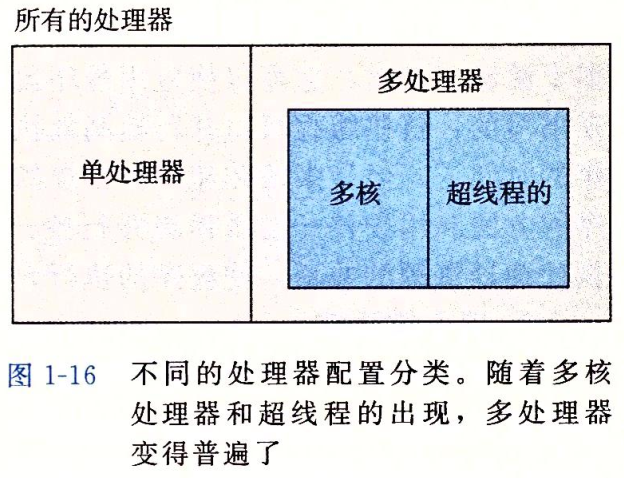 所有的处理器
多处理器
单处理器
多核
超线程的
图 1-16 不同的处理器配置分类。随着多核
处理器和超线程的出现，多处理器
变得普遍了